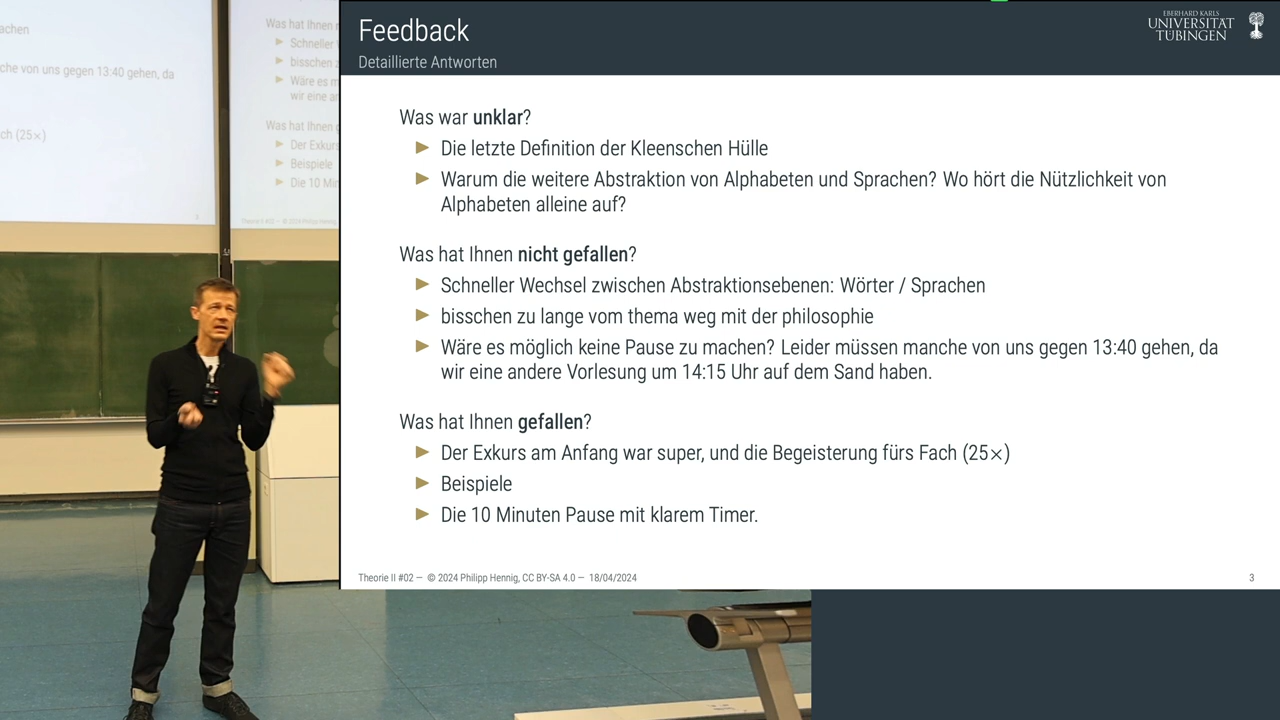 achen
che von uns gegen 13:40 gehen, da
ch (25×)
Was hat Ihnen
Schneller
bisschen
Wäre es m
wir eine an
Was hat Ihnen
Der Exkurs
Beispiele
Die 10 Min
Feedback
Detaillierte Antworten
EBERHARD KARLS
UNIVERSITÄT
TÜBINGEN
Was war unklar?
Die letzte Definition der Kleenschen Hülle
Warum die weitere Abstraktion von Alphabeten und Sprachen? Wo hört die Nützlichkeit von
Alphabeten alleine auf?
Was hat Ihnen nicht gefallen?
Schneller Wechsel zwischen Abstraktionsebenen: Wörter / Sprachen
bisschen zu lange vom thema weg mit der philosophie
Wäre es möglich keine Pause zu machen? Leider müssen manche von uns gegen 13:40 gehen, da
wir eine andere Vorlesung um 14:15 Uhr auf dem Sand haben.
Was hat Ihnen gefallen?
Der Exkurs am Anfang war super, und die Begeisterung fürs Fach (25×)
Beispiele
Die 10 Minuten Pause mit klarem Timer.
Theorie II #02 — © 2024 Philipp Hennig, CC BY-SA 4.0 — 18/04/2024
3